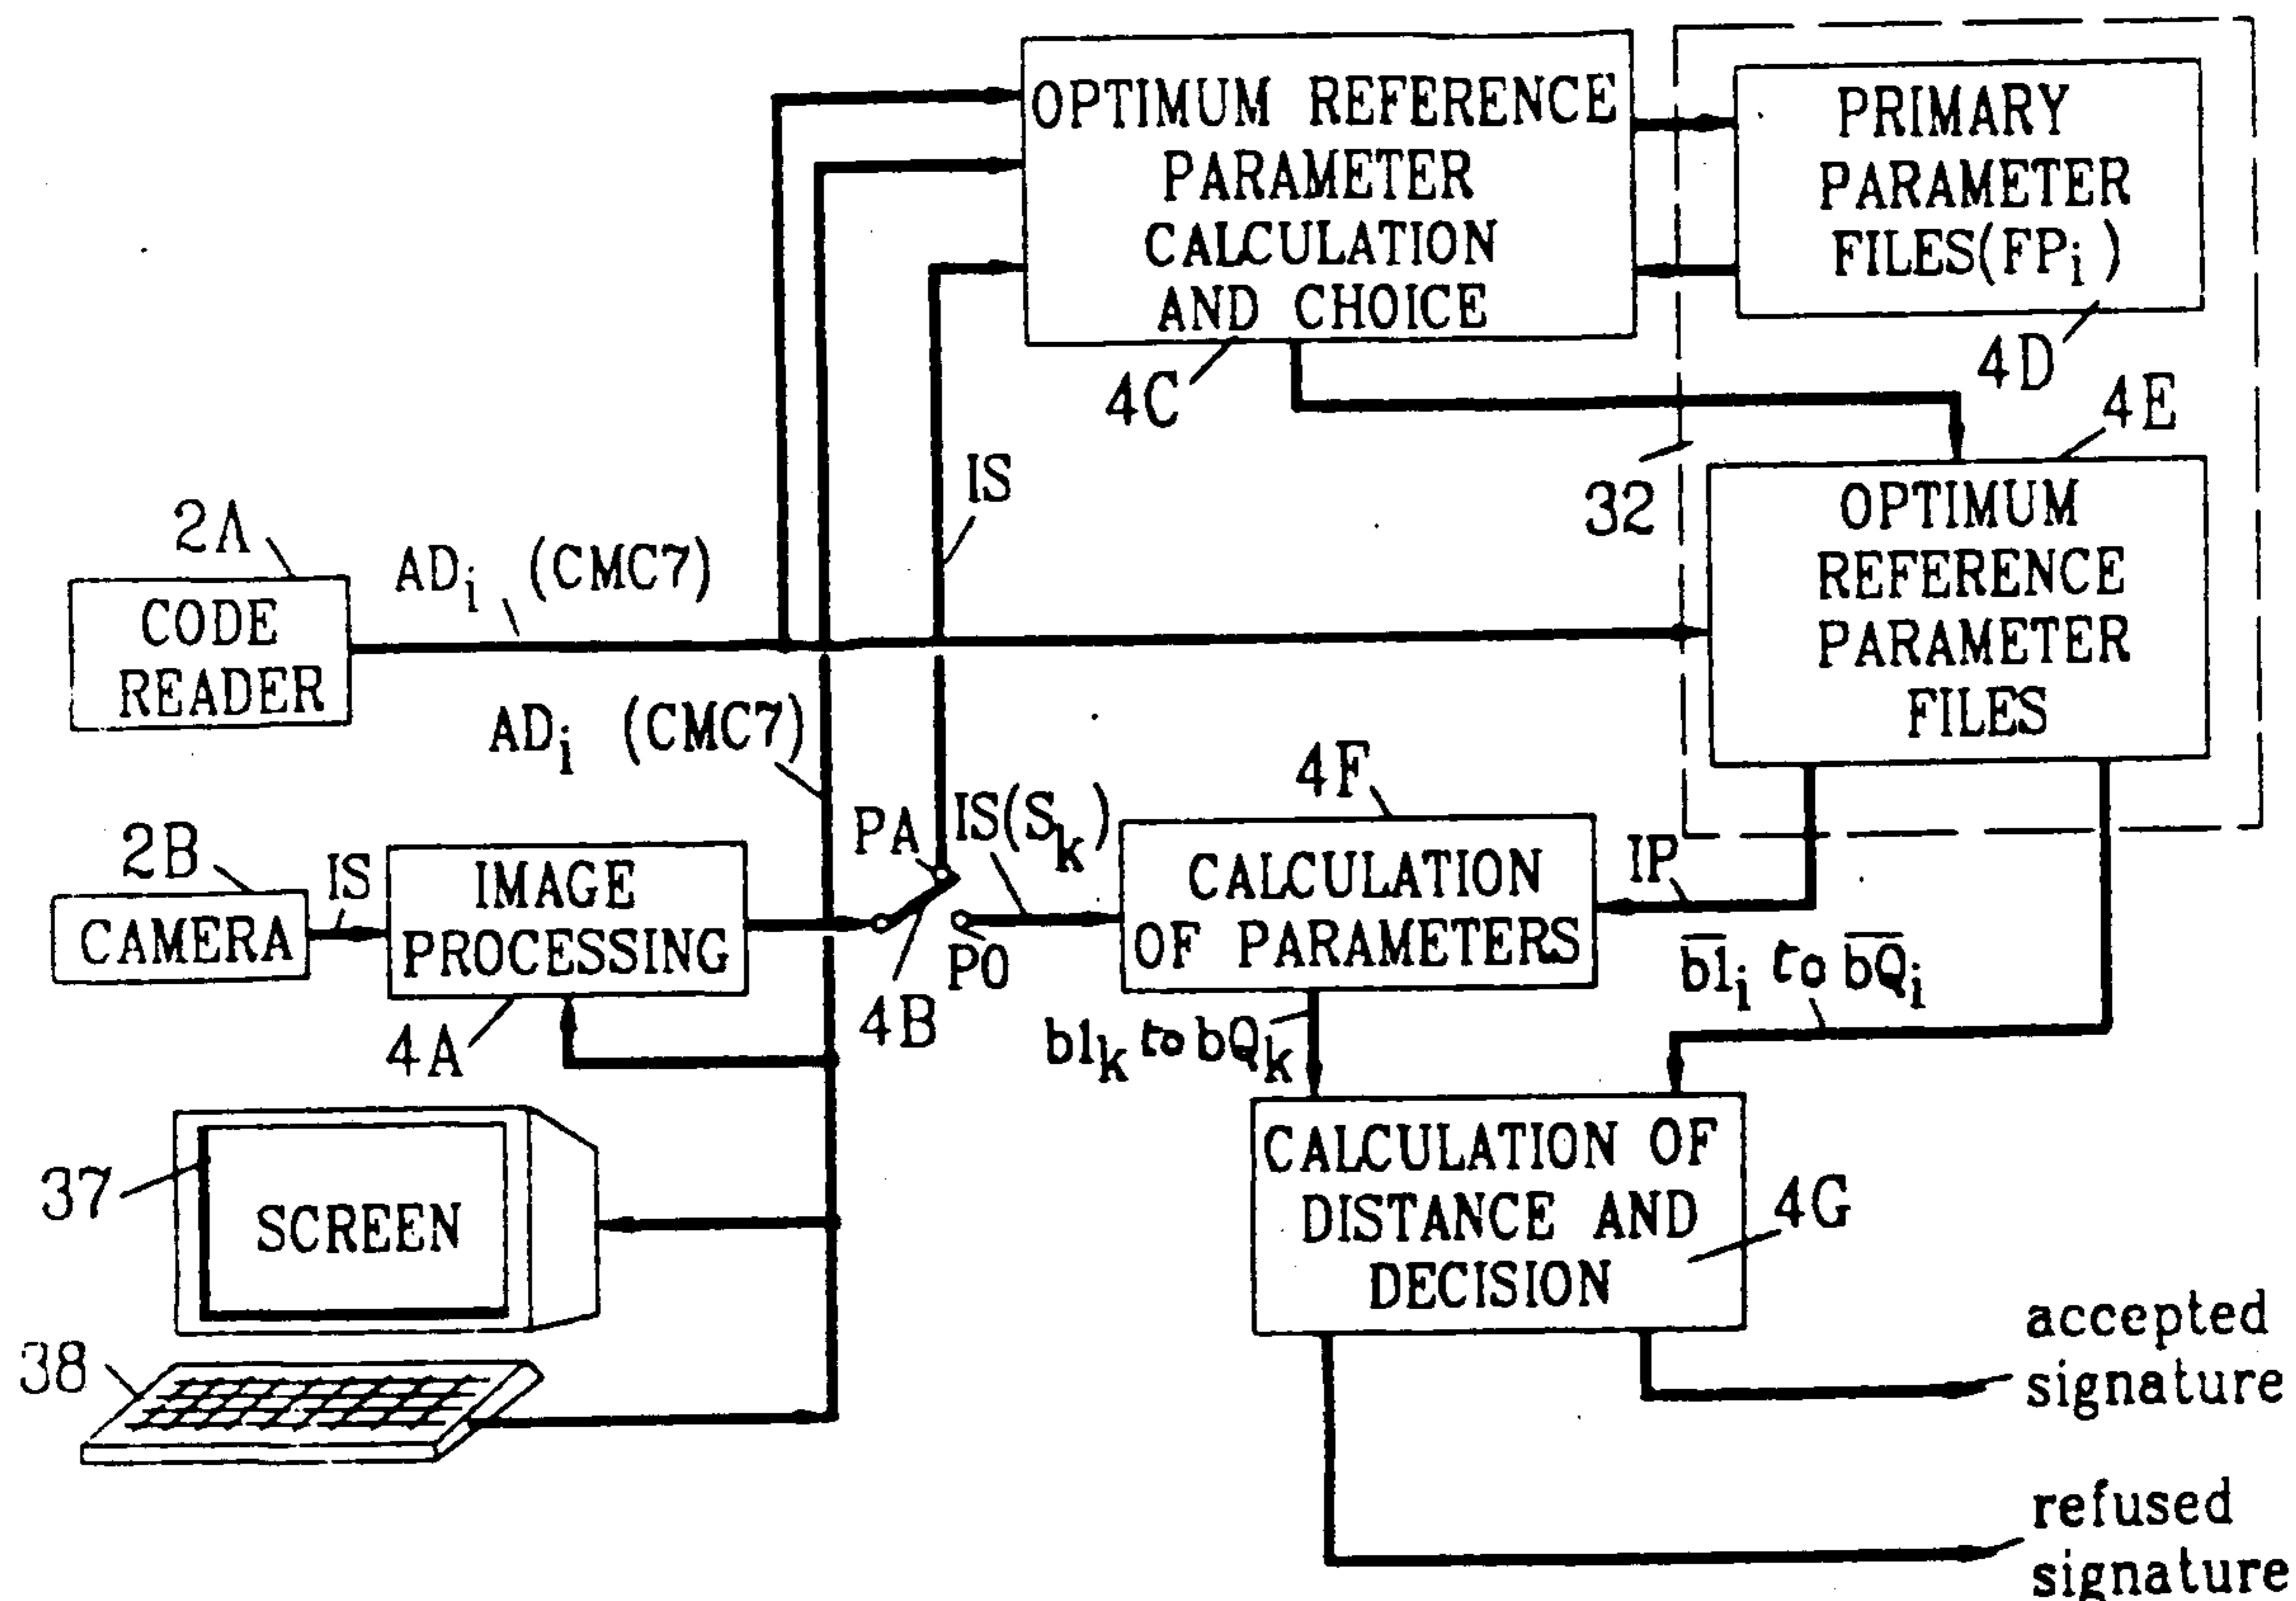 OPTIMUM REFERENCE
PARAMETER
CALCULATION
AND CHOICE
4C
PRIMARY
PARAMETER
FILES(FPi)
4D
4E
32
OPTIMUM
REFERENCE
PARAMETER
FILES
IS
2A
CODE
READER
ADi (CMC7)
ADi (CMC7)
2B
CAMERA
IS
IMAGE
PROCESSING
4A
PA
4B
PO
IS(Sk)
4F
CALCULATION
OF PARAMETERS
IP
b̅1̅i to b̅Q̅i
b1k to bQk
37
SCREEN
38
CALCULATION OF
DISTANCE AND
DECISION
4G
accepted
signature
refused
signature